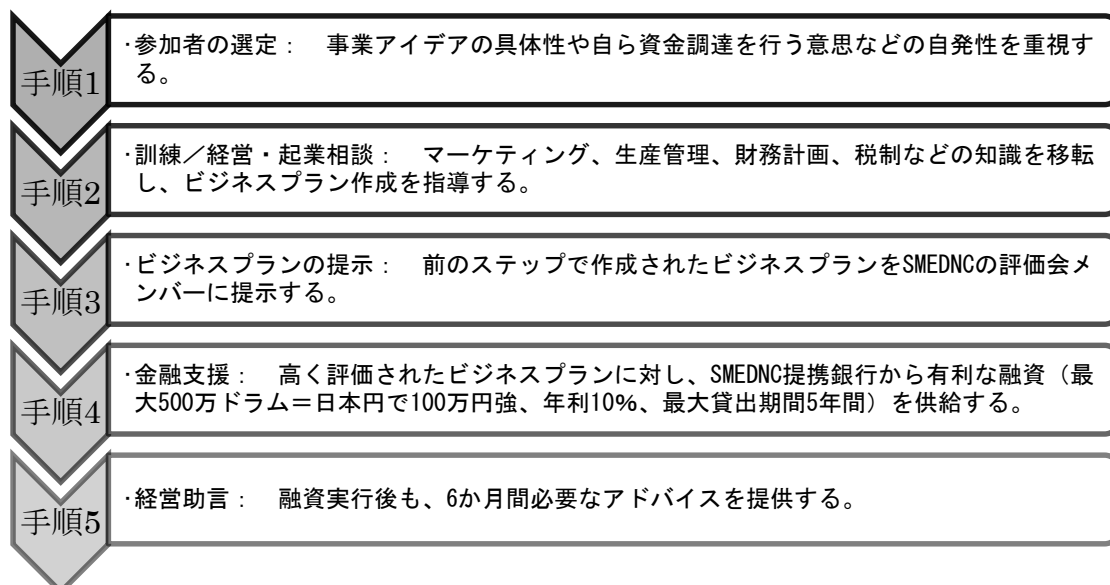 手順1
・参加者の選定： 事業アイデアの具体性や自ら資金調達を行う意思などの自発性を重視す
る。
手順2
・訓練／経営・起業相談： マーケティング、生産管理、財務計画、税制などの知識を移転
し、ビジネスプラン作成を指導する。
手順3
・ビジネスプランの提示： 前のステップで作成されたビジネスプランをSMEDNCの評価会メ
ンバーに提示する。
手順4
・金融支援： 高く評価されたビジネスプランに対し、SMEDNC提携銀行から有利な融資（最
大500万ドラム＝日本円で100万円強、年利10%、最大貸出期間5年間）を供給する。
手順5
・経営助言： 融資実行後も、6か月間必要なアドバイスを提供する。